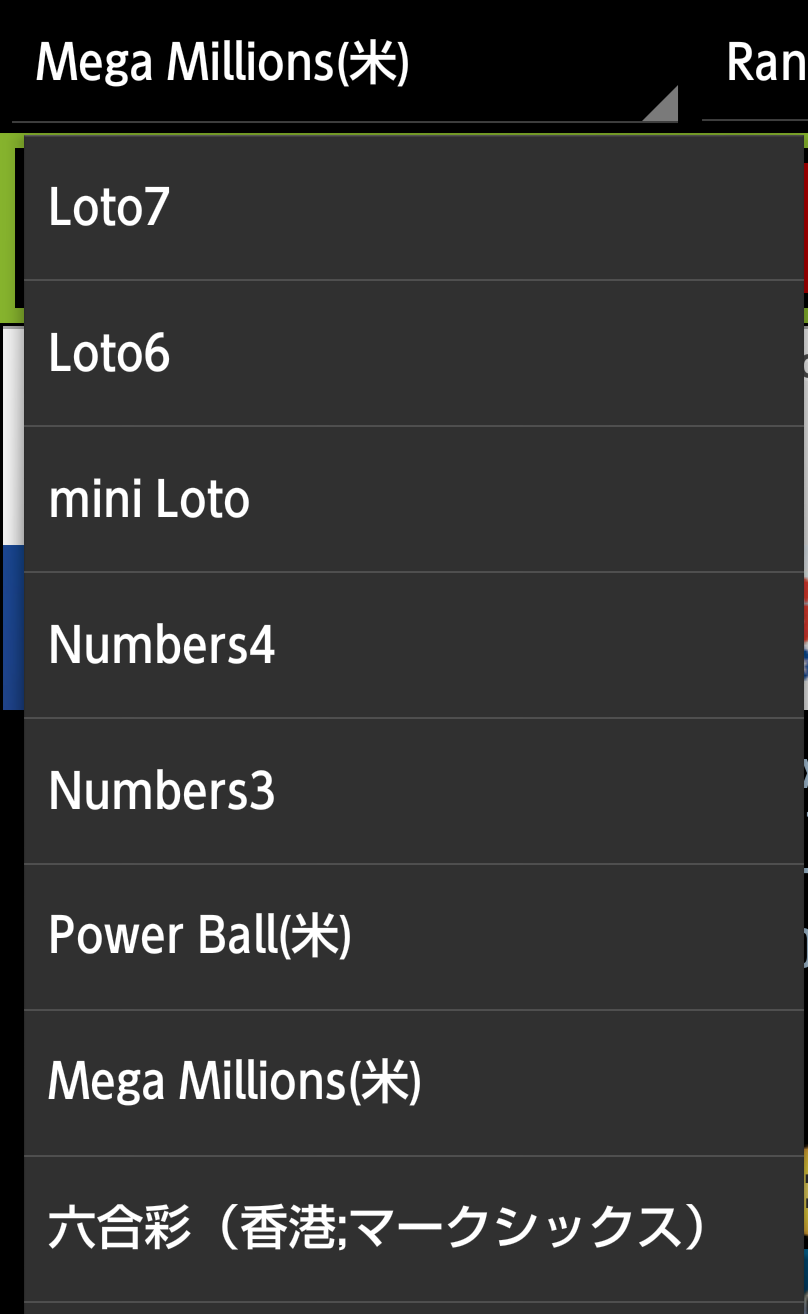 Mega Millions(米)
Ran
Loto7
Loto6
mini Loto
Numbers4
Numbers3
Power Ball(米)
Mega Millions(米)
六合彩（香港;マークシックス）